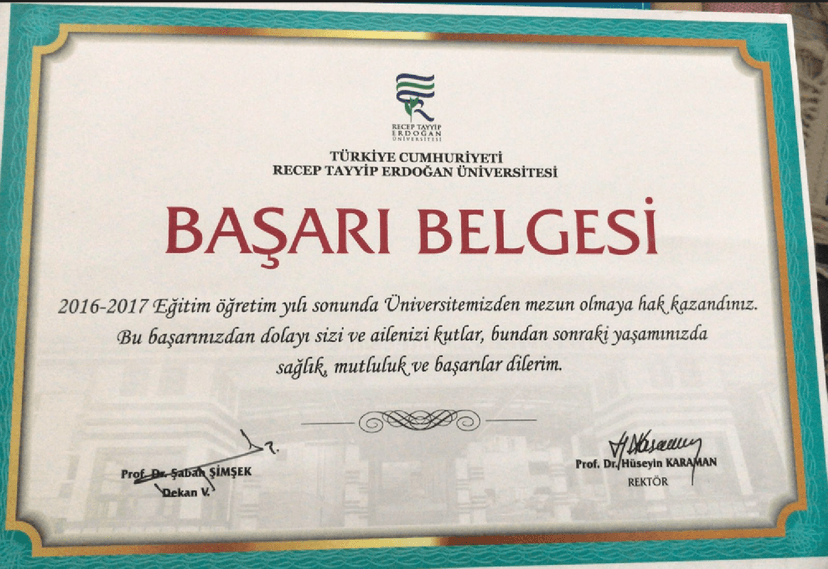 RECEP TAYYİP
ERDOĞAN
ÜNİVERSİTESİ
TÜRKİYE CUMHURİYETİ
RECEP TAYYİP ERDOĞAN ÜNİVERSİTESİ
BAŞARI BELGESİ
2016-2017 Eğitim öğretim yılı sonunda Üniversitemizden mezun olmaya hak kazandınız.
Bu başarınızdan dolayı sizi ve ailenizi kutlar, bundan sonraki yaşamınızda
sağlık, mutluluk ve başarılar dilerim.
Prof. Dr. Şaban ŞİMŞEK
Dekan V.
Prof. Dr. Hüseyin KARAMAN
REKTÖR